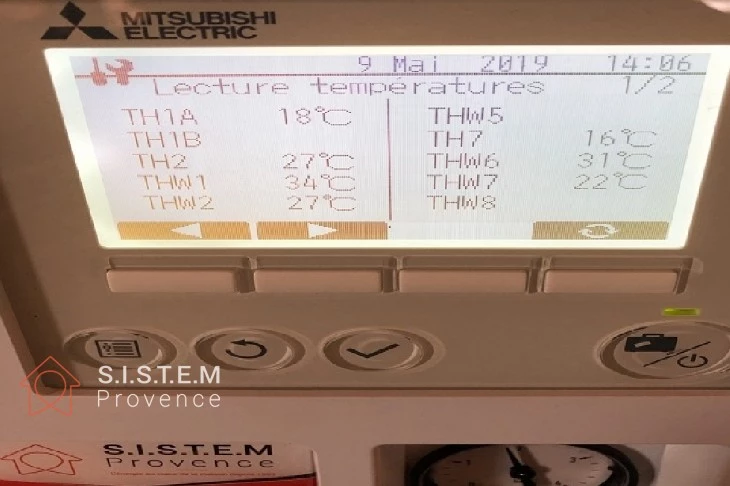 MITSUBISHI
ELECTRIC
9 Mai 2019 14:06
Lecture températures 1/2
TH1A 18℃ THW5
TH1B TH7 16℃
TH2 27℃ THW6 31℃
THW1 34℃ THW7 22℃
THW2 27℃ THW8
S.I.S.T.E.M
Provence
S.I.S.T.E.M
Provence